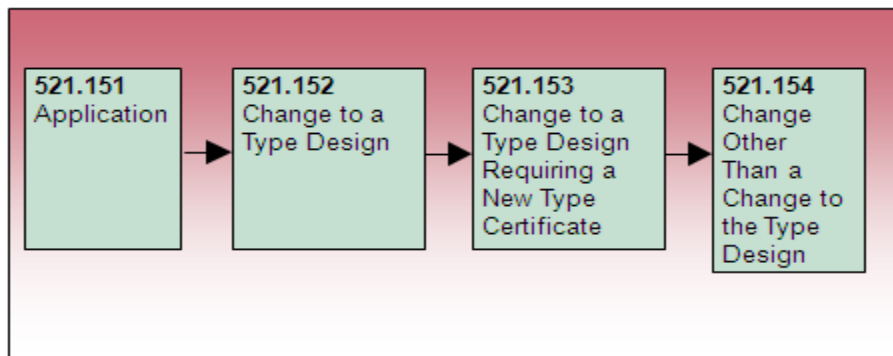 521.151
Application
521.152
Change to a
Type Design
521.153
Change to a
Type Design
Requiring a
New Type
Certificate
521.154
Change
Other
Than a
Change to
the Type
Design